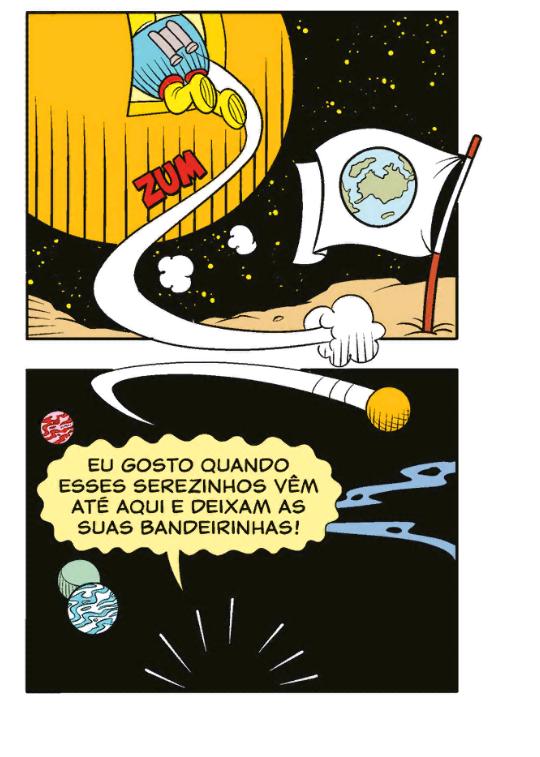 ZUM
EU GOSTO QUANDO
ESSES SEREZINHOS VÊM
ATÉ AQUI E DEIXAM AS
SUAS BANDEIRINHAS!